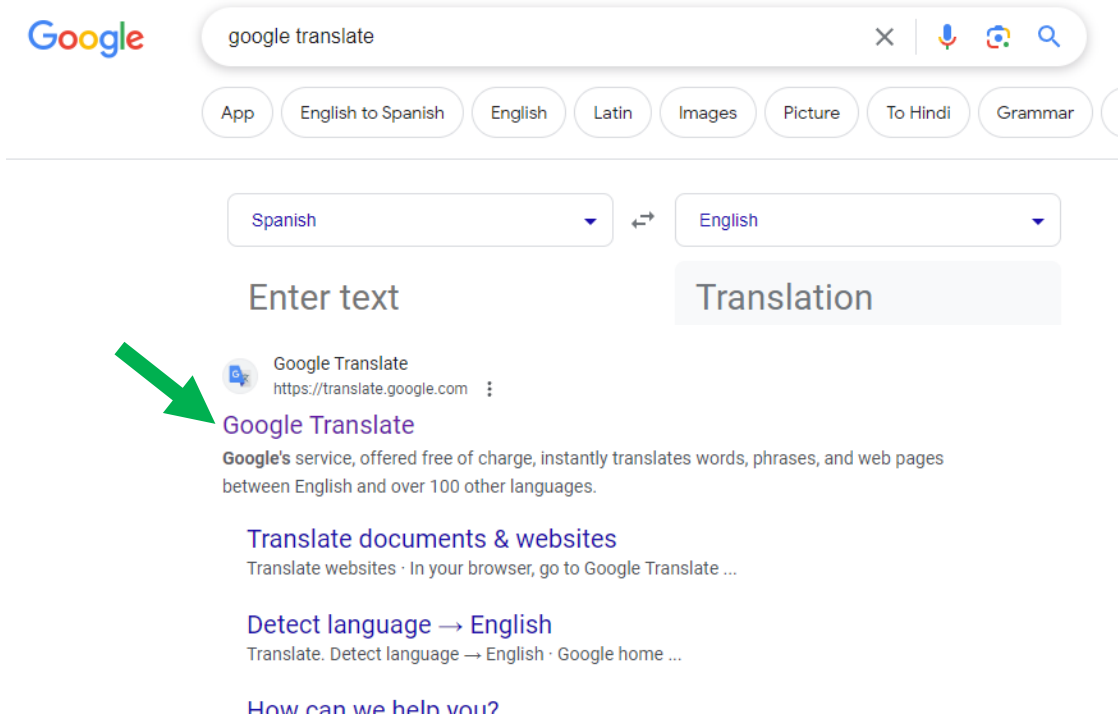 Google
google translate
App English to Spanish English Latin Images Picture To Hindi Grammar
Spanish English
Enter text Translation
Google Translate
https://translate.google.com
Google Translate
Google's service, offered free of charge, instantly translates words, phrases, and web pages
between English and over 100 other languages.
Translate documents & websites
Translate websites · In your browser, go to Google Translate ...
Detect language → English
Translate. Detect language → English · Google home ...
How can we help you?